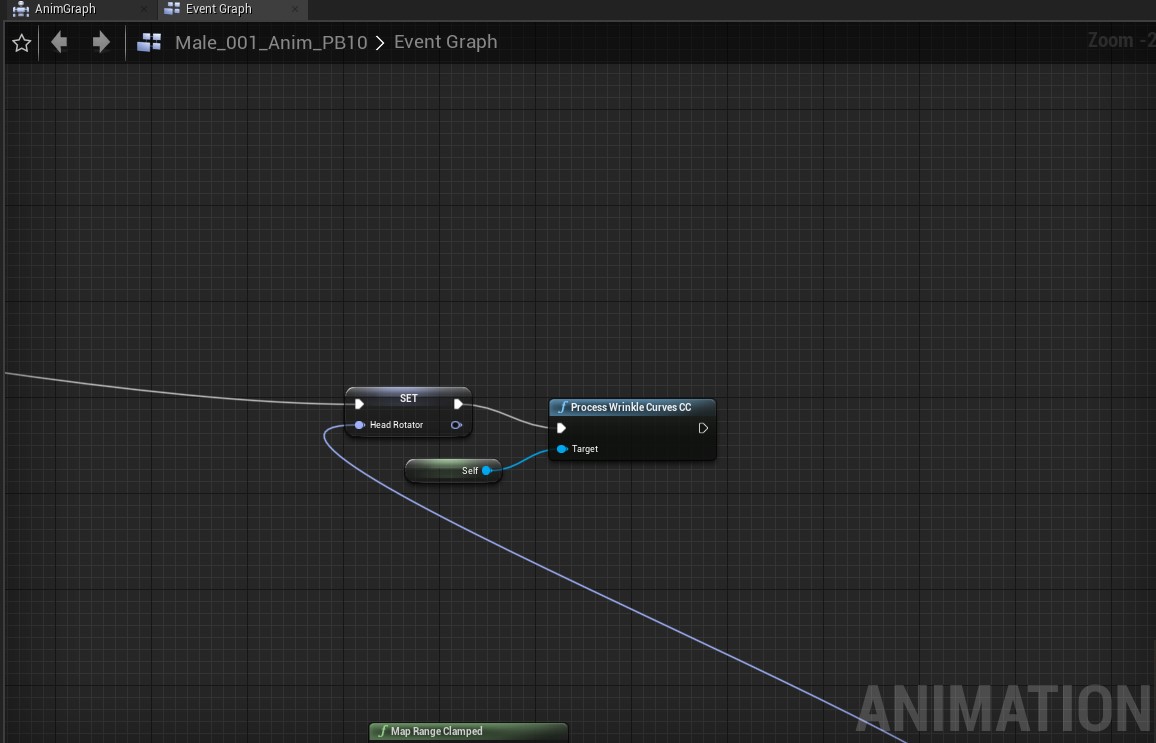 AnimGraph
Event Graph
Male_001_Anim_PB10 > Event Graph
Zoom -2
SET
Head Rotator
Process Wrinkle Curves CC
Target
Self
Map Range Clamped
ANIMATION